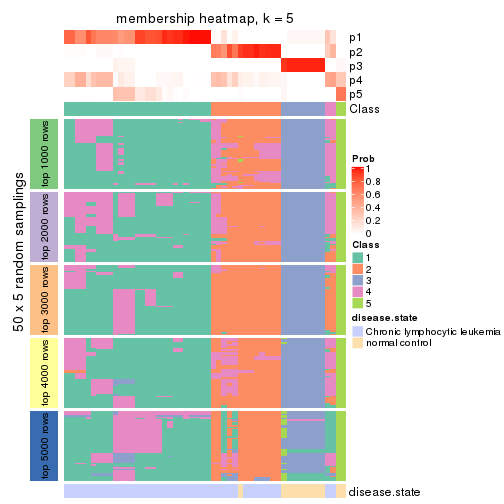 membership heatmap, k = 5
p1
p2
p3
p4
p5
Class
50 x 5 random samplings
top 1000 rows
top 2000 rows
top 3000 rows
top 4000 rows
top 5000 rows
disease.state
Prob
1
0.8
0.6
0.4
0.2
0
Class
1
2
3
4
5
disease.state
Chronic lymphocytic leukemia
normal control